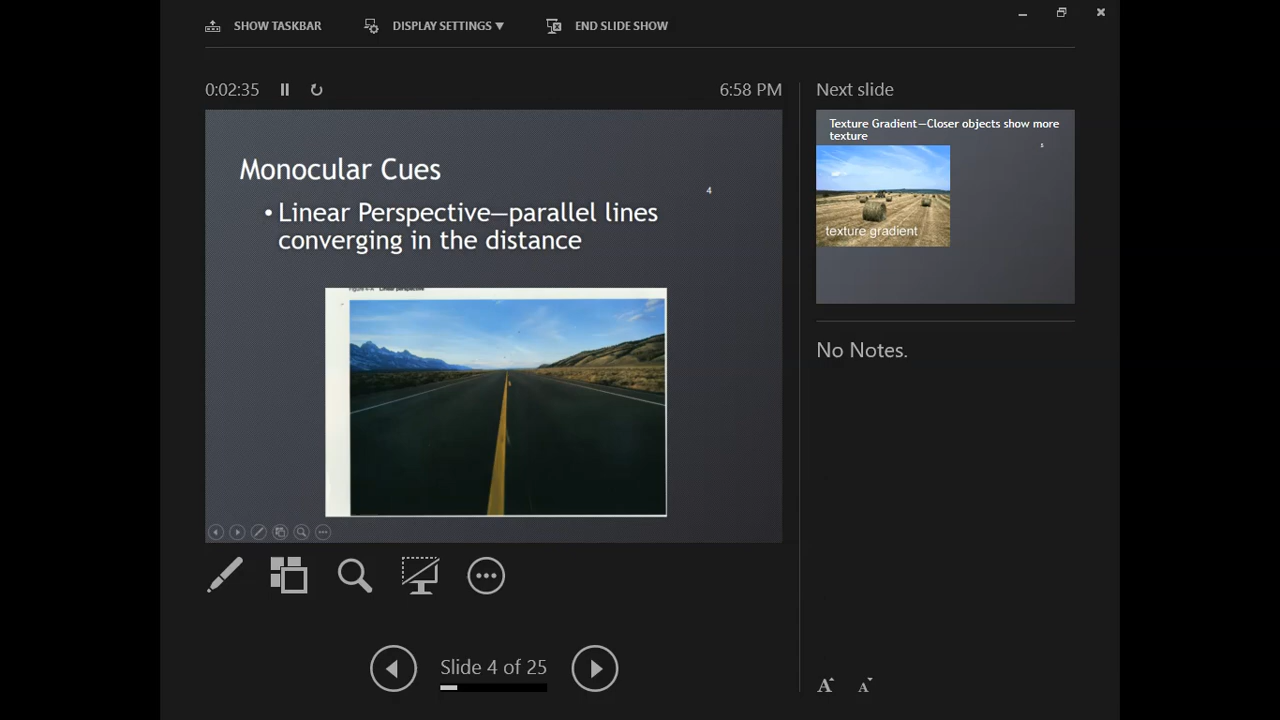 SHOW TASKBAR
DISPLAY SETTINGS ▼
END SLIDE SHOW
0:02:35
6:58 PM
Next slide
Monocular Cues
4
• Linear Perspective—parallel lines
converging in the distance
Linear perspective
Texture Gradient—Closer objects show more
texture
texture gradient
No Notes.
Slide 4 of 25
A
A